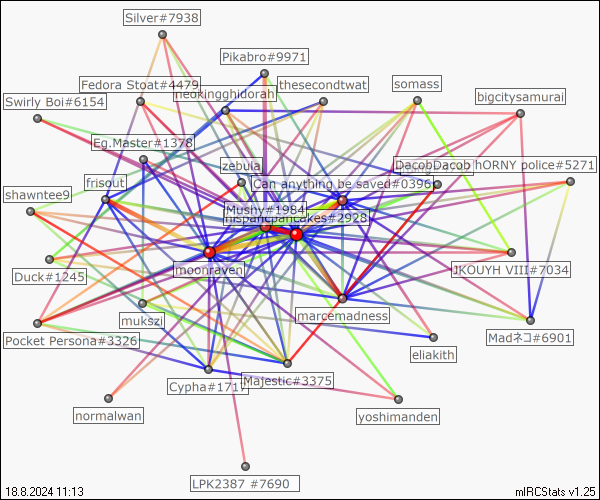 Silver#7938
Pikabro#9971
Fedora Stoat#4479
thesecondtwat
somass
neokingghidorah
bigcitysamurai
Swirly Boi#6154
Eg.Master#1378
zebula
DacobDacob
hORNY police#5271
frisout
Can anything be saved#0396
shawntee9
Musny#1984
hispanicpancakes#2928
moonraven
Duck#1245
JKOUYH VIII#7034
mukszi
marcemadness
Pocket Persona#3326
Madネコ#6901
eliakith
Cypha#1717
Majestic#3375
normalwan
yoshimanden
LPK2387 #7690
18.8.2024 11:13
mIRCStats v1.25